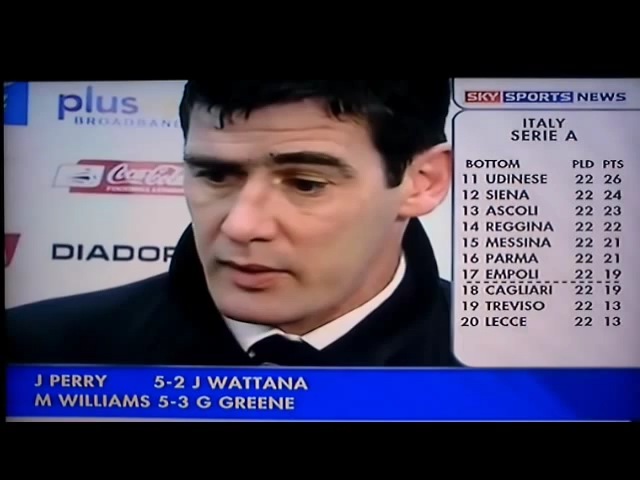 plus
BROADBAND
SKY SPORTS NEWS
ITALY
SERIE A
Coca-Cola
FOOTBALL LEAGUE
DIADOR
BOTTOM PLD PTS
11 UDINESE 22 26
12 SIENA 22 24
13 ASCOLI 22 23
14 REGGINA 22 22
15 MESSINA 22 21
16 PARMA 22 21
17 EMPOLI 22 19
18 CAGLIARI 22 19
19 TREVISO 22 13
20 LECCE 22 13
J PERRY 5-2 J WATTANA
M WILLIAMS 5-3 G GREENE